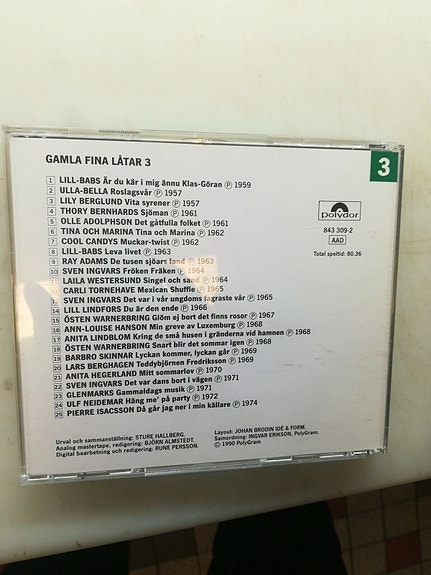 GAMLA FINA LÅTAR 3
3
1 LILL-BABS Är du kär i mig ännu Klas-Göran Ⓟ 1959
2 ULLA-BELLA Roslagsvår Ⓟ 1957
3 LILY BERGLUND Vita syrener Ⓟ 1957
4 THORY BERNHARDS Sjöman Ⓟ 1961
5 OLLE ADOLPHSON Det gåtfulla folket Ⓟ 1961
6 TINA OCH MARINA Tina och Marina Ⓟ 1962
7 COOL CANDYS Muckar-twist Ⓟ 1962
8 LILL-BABS Leva livet Ⓟ 1963
9 RAY ADAMS De tusen sjöars land Ⓟ 1963
10 SVEN INGVARS Fröken Fräken Ⓟ 1964
11 LAILA WESTERSUND Singel och sand Ⓟ 1964
12 CARLI TORNEHAVE Mexican Shuffle Ⓟ 1965
13 SVEN INGVARS Det var i vår ungdoms fagraste vår Ⓟ 1965
14 LILL LINDFORS Du är den ende Ⓟ 1966
15 ÖSTEN WARNERBRING Glöm ej bort det finns rosor Ⓟ 1967
16 ANN-LOUISE HANSON Min greve av Luxemburg Ⓟ 1968
17 ANITA LINDBLOM Kring de små husen i gränderna vid hamnen Ⓟ 1968
18 ÖSTEN WARNERBRING Snart blir det sommar igen Ⓟ 1968
19 BARBRO SKINNAR Lyckan kommer, lyckan går Ⓟ 1969
20 LARS BERGHAGEN Teddybjörnen Fredriksson Ⓟ 1969
21 ANITA HEGERLAND Mitt sommarlov Ⓟ 1970
22 SVEN INGVARS Det var dans bort i vägen Ⓟ 1971
23 GLENMARKS Gammaldags musik Ⓟ 1971
24 ULF NEIDEMAR Häng me' på party Ⓟ 1972
25 PIERRE ISACSSON Då går jag ner i min källare Ⓟ 1974
polydor
843 309-2
AAD
Total speltid: 80.36
Urval och sammanställning: STURE HALLBERG.
Analog mastertape, redigering: BJÖRN ALMSTEDT.
Digital bearbetning och redigering: RUNE PERSSON.
Layout: JOHAN BRODIN IDÉ & FORM.
Samordning: INGVAR ERIKSON, PolyGram.
© 1990 PolyGram